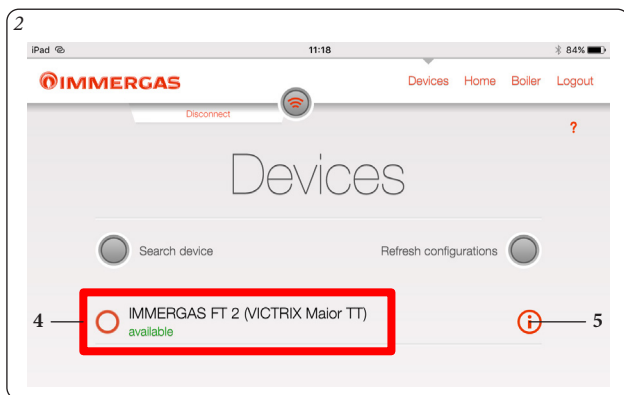 2
iPad 11:18 84%
IMMERGAS Devices Home Boiler Logout
Disconnect
?
Devices
Search device Refresh configurations
4 IMMERGAS FT 2 (VICTRIX Maior TT) i 5
available